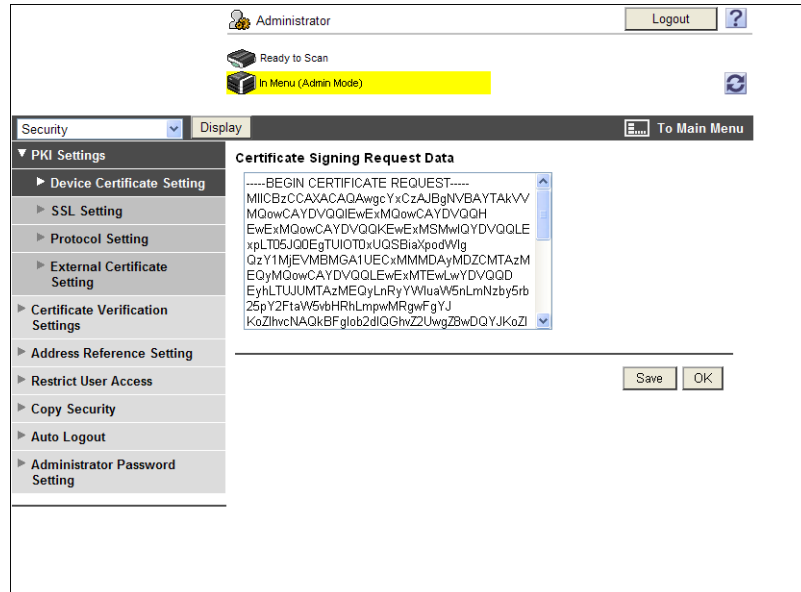 Administrator
Logout
?
Ready to Scan
In Menu (Admin Mode)
Security
Display
To Main Menu
PKI Settings
Device Certificate Setting
SSL Setting
Protocol Setting
External Certificate
Setting
Certificate Verification
Settings
Address Reference Setting
Restrict User Access
Copy Security
Auto Logout
Administrator Password
Setting
Certificate Signing Request Data
-----BEGIN CERTIFICATE REQUEST-----
MIICBzCCAXACAQAwgcYxCzAJBgNVBAYTAkVV
MQowCAYDVQQIEwExMQowCAYDVQQH
EwExMQowCAYDVQQKEwExMSMwIQYDVQQLE
xpLT05JQ0EgTUlOT0xUQSBiaXpodWIg
QzY1MjEVMBMGA1UECxMMMDAyMDZCMTAzM
EQyMQowCAYDVQQLEwExMTEwLwYDVQQD
EyhLTUJUMTAzMEQyLnRyYWluaW5nLmNzby5rb
25pY2FtaW5vbHRhLmpwMRgwFgYJ
KoZIhvcNAQkBFglob2dlQGhvZ2UwgZ8wDQYJKoZI
Save
OK